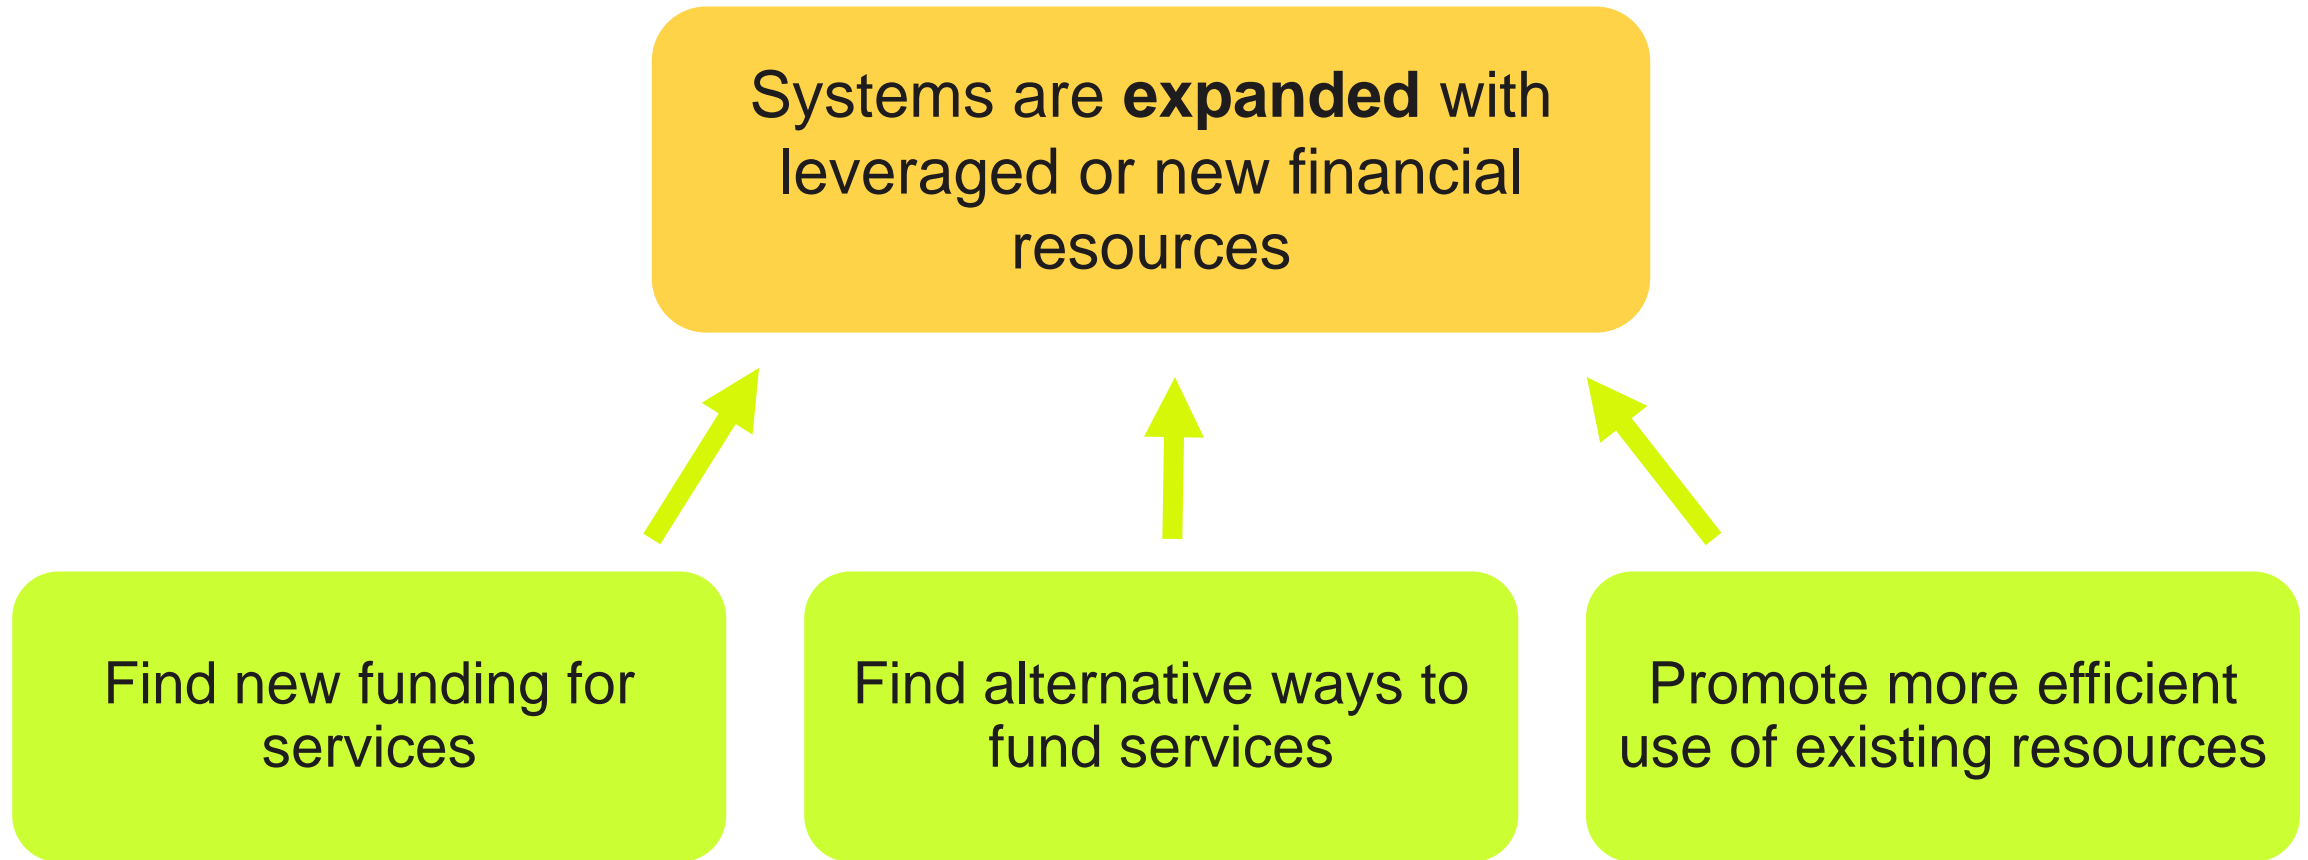 Systems are expanded with
leveraged or new financial
resources
Find new funding for
services
Find alternative ways to
fund services
Promote more efficient
use of existing resources